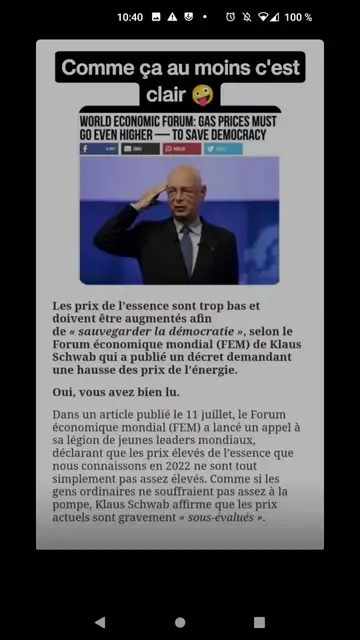 10:40
100 %
Comme ça au moins c'est
clair 🤪
WORLD ECONOMIC FORUM: GAS PRICES MUST
GO EVEN HIGHER — TO SAVE DEMOCRACY
Les prix de l'essence sont trop bas et
doivent être augmentés afin
de « sauvegarder la démocratie », selon le
Forum économique mondial (FEM) de Klaus
Schwab qui a publié un décret demandant
une hausse des prix de l'énergie.
Oui, vous avez bien lu.
Dans un article publié le 11 juillet, le Forum
économique mondial (FEM) a lancé un appel à
sa légion de jeunes leaders mondiaux,
déclarant que les prix élevés de l'essence que
nous connaissons en 2022 ne sont tout
simplement pas assez élevés. Comme si les
gens ordinaires ne souffraient pas assez à la
pompe, Klaus Schwab affirme que les prix
actuels sont gravement « sous-évalués ».